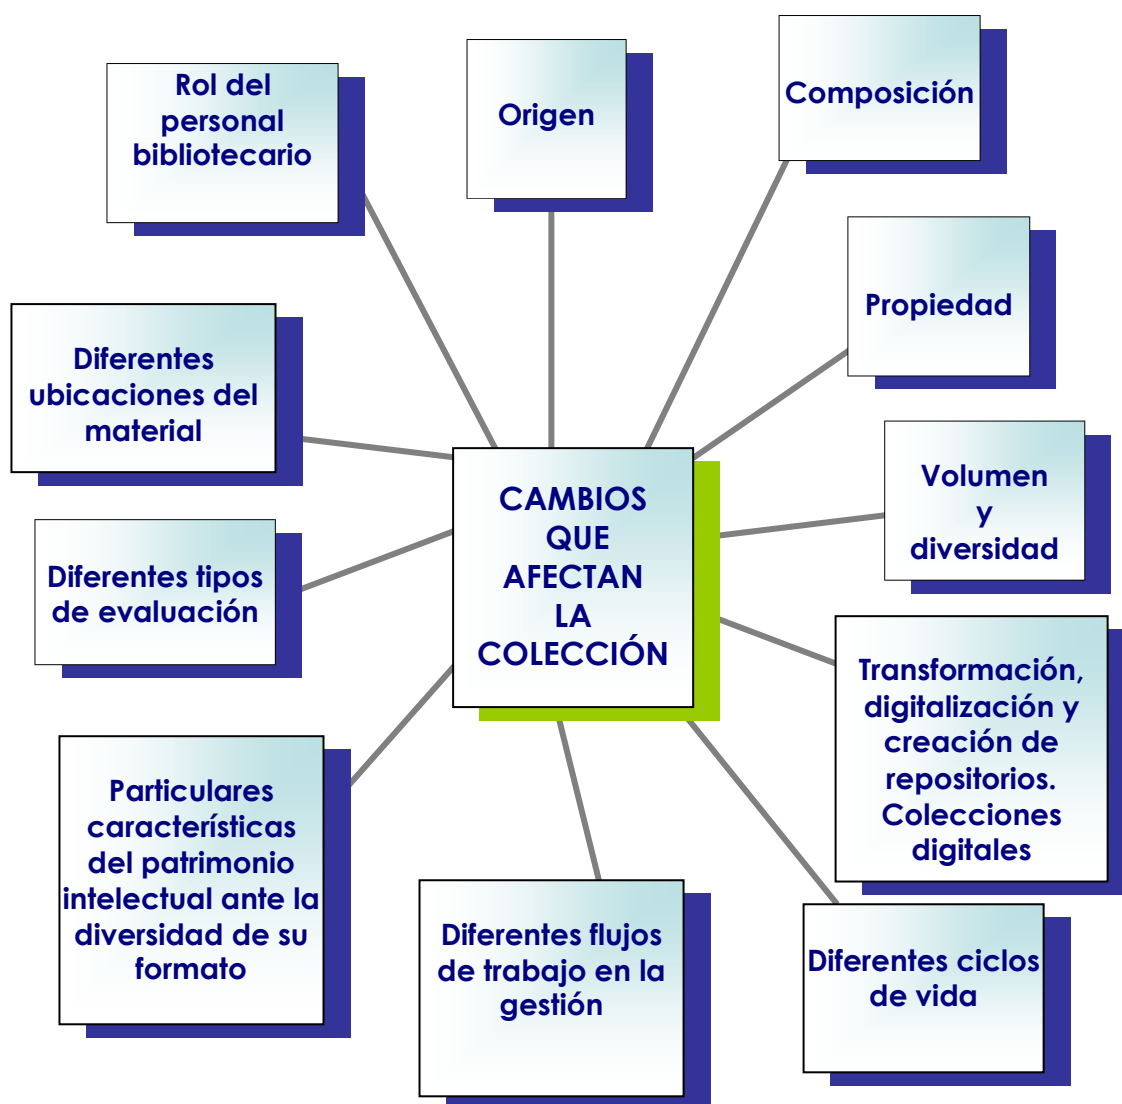 Rol del
personal
bibliotecario
Origen
Composición
Propiedad
Diferentes
ubicaciones del
material
CAMBIOS
QUE
AFECTAN
LA
COLECCIÓN
Volumen
y
diversidad
Diferentes tipos
de evaluación
Transformación,
digitalización y
creación de
repositorios.
Colecciones
digitales
Particulares
características
del patrimonio
intelectual ante la
diversidad de su
formato
Diferentes flujos
de trabajo en la
gestión
Diferentes ciclos
de vida